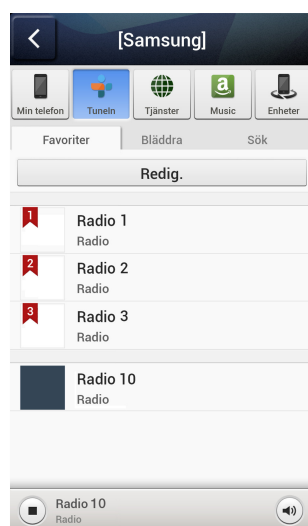 [Samsung]
Min telefon TuneIn Tjänster Music Enheter
Favoriter Bläddra Sök
Redig.
1
Radio 1
Radio
2
Radio 2
Radio
3
Radio 3
Radio
Radio 10
Radio
Radio 10
Radio